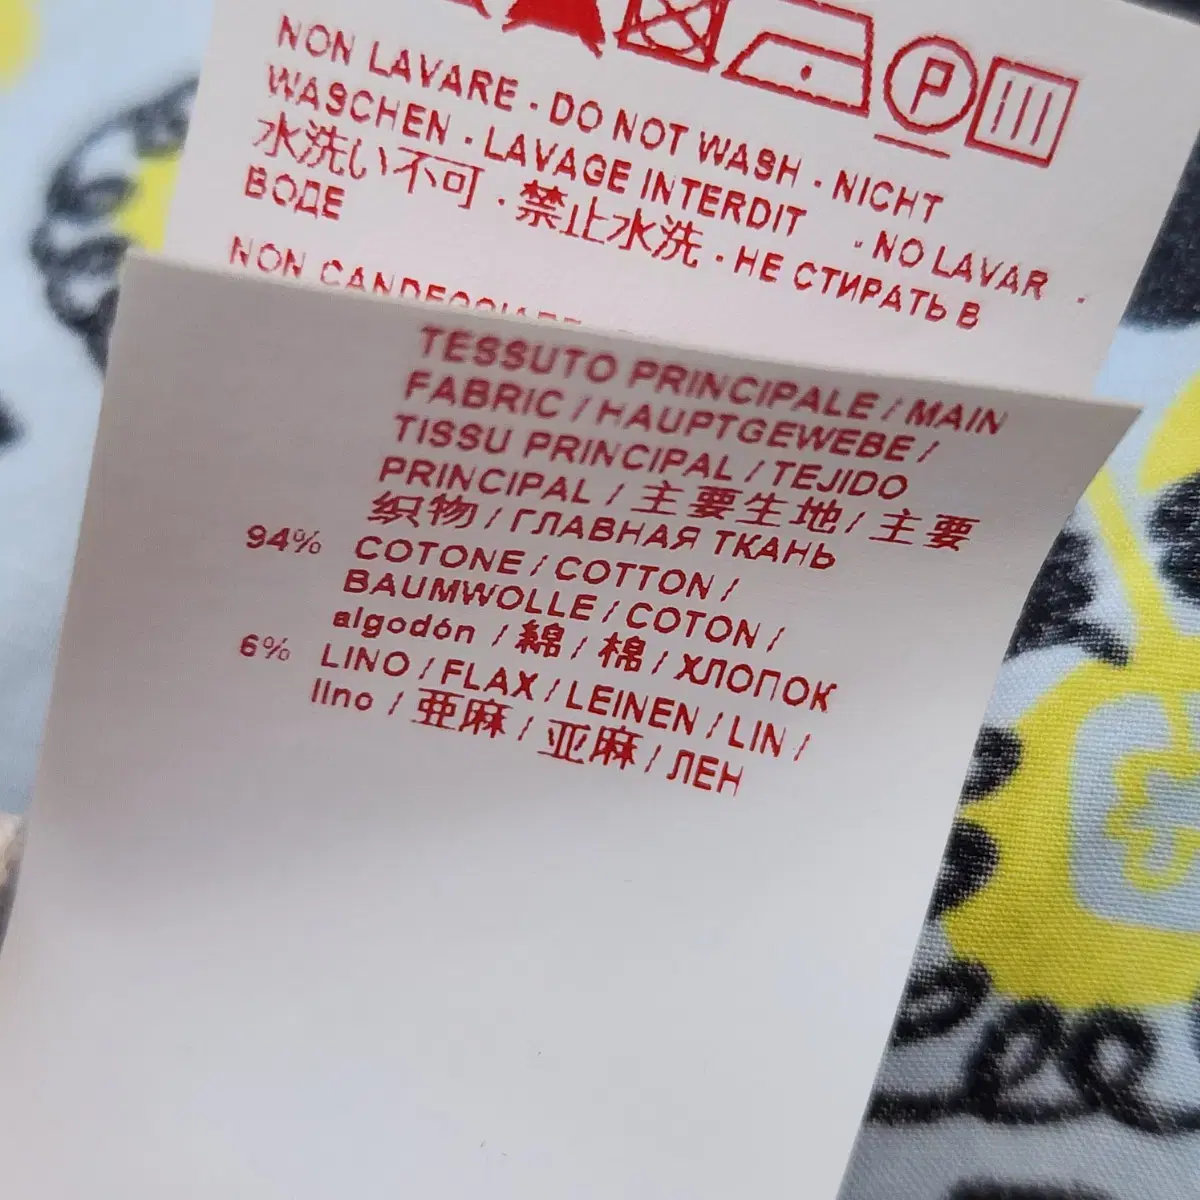 NON LAVARE - DO NOT WASH - NICHT
WASCHEN - LAVAGE INTERDIT - NO LAVAR -
水洗い不可 - 禁止水洗 - НЕ СТИРАТЬ В
ВОДЕ
NON CANDEGGIARE
TESSUTO PRINCIPALE / MAIN
FABRIC / HAUPTGEWEBE /
TISSU PRINCIPAL / TEJIDO
PRINCIPAL / 主要生地 / 主要
织物 / ГЛАВНАЯ ТКАНЬ
94% COTONE / COTTON /
BAUMWOLLE / COTON /
algodón / 綿 / 棉 / ХЛОПОК
6% LINO / FLAX / LEINEN / LIN /
lino / 亜麻 / 亚麻 / ЛЕН